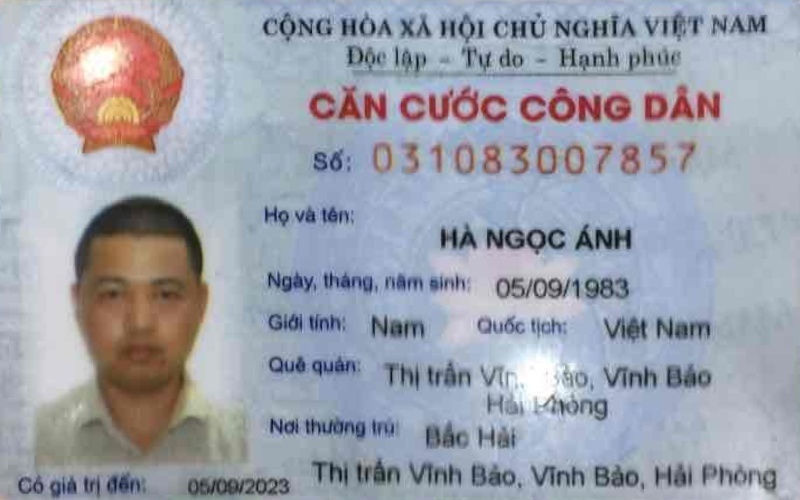 CỘNG HÒA XÃ HỘI CHỦ NGHĨA VIỆT NAM
Độc lập - Tự do - Hạnh phúc
CĂN CƯỚC CÔNG DÂN
Số: 031083007857
Họ và tên:
HÀ NGỌC ÁNH
Ngày, tháng, năm sinh: 05/09/1983
Giới tính: Nam Quốc tịch: Việt Nam
Quê quán: Thị trấn Vĩnh Bảo, Vĩnh Bảo
Hải Phòng
Nơi thường trú: Bắc Hải
Thị trấn Vĩnh Bảo, Vĩnh Bảo, Hải Phòng
Có giá trị đến: 05/09/2023